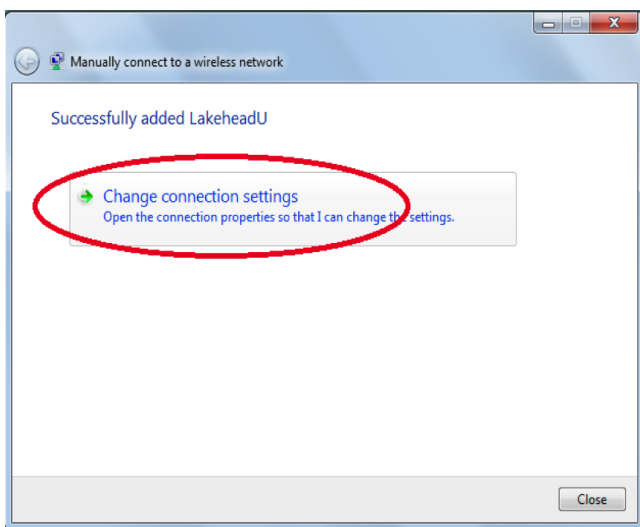 Manually connect to a wireless network
Successfully added LakeheadU
Change connection settings
Open the connection properties so that I can change the settings.
Close